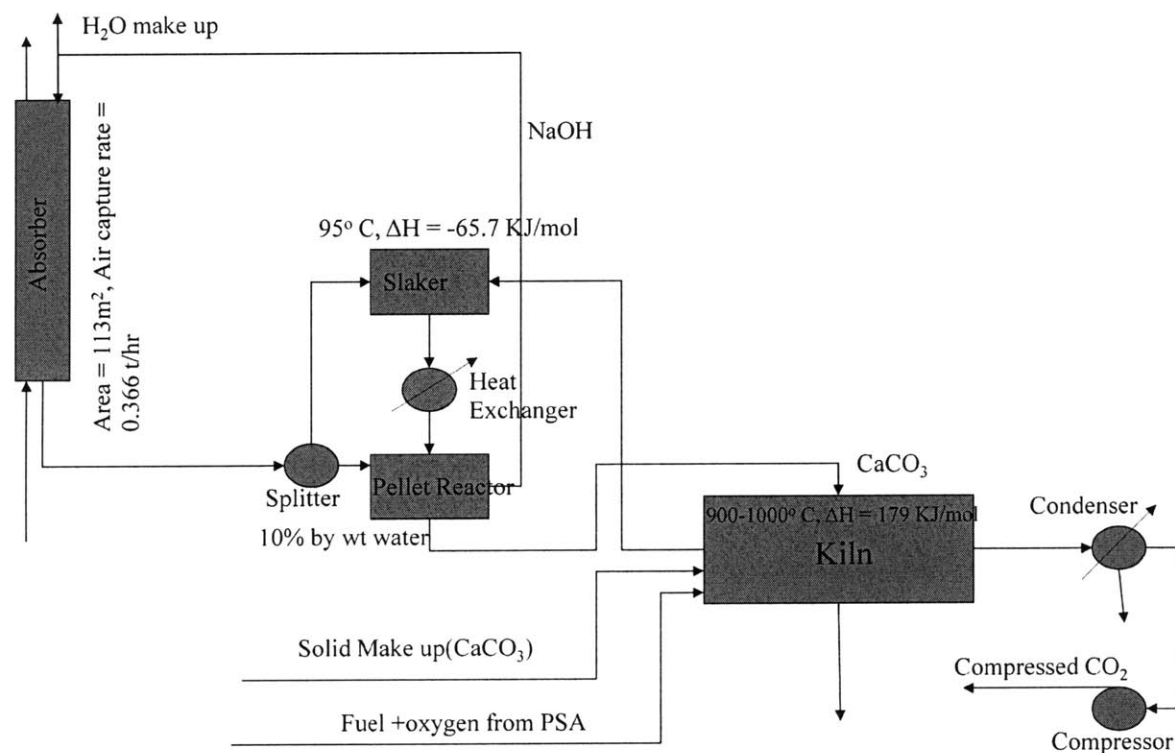 H₂O make up
NaOH
Absorber
Area = 113m², Air capture rate =
0.366 t/hr
95º C, ΔH = -65.7 KJ/mol
Slaker
Heat
Exchanger
Splitter
Pellet Reactor
10% by wt water
CaCO₃
900-1000º C, ΔH = 179 KJ/mol
Kiln
Condenser
Solid Make up(CaCO₃)
Fuel +oxygen from PSA
Compressed CO₂
Compressor